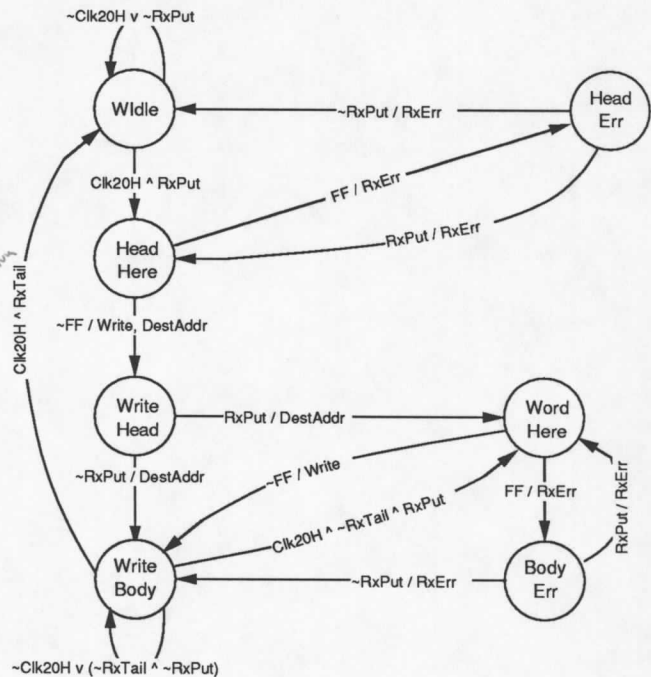 ~Clk20H v ~RxPut
WIdle
Head
Err
~RxPut / RxErr
Clk20H ^ RxPut
FF / RxErr
RxPut / RxErr
Head
Here
Clk20H ^ RxTail
~FF / Write, DestAddr
Write
Head
RxPut / DestAddr
Word
Here
~RxPut / DestAddr
~FF / Write
Clk20H ^ ~RxTail ^ RxPut
FF / RxErr
RxPut / RxErr
Write
Body
~RxPut / RxErr
Body
Err
~Clk20H v (~RxTail ^ ~RxPut)